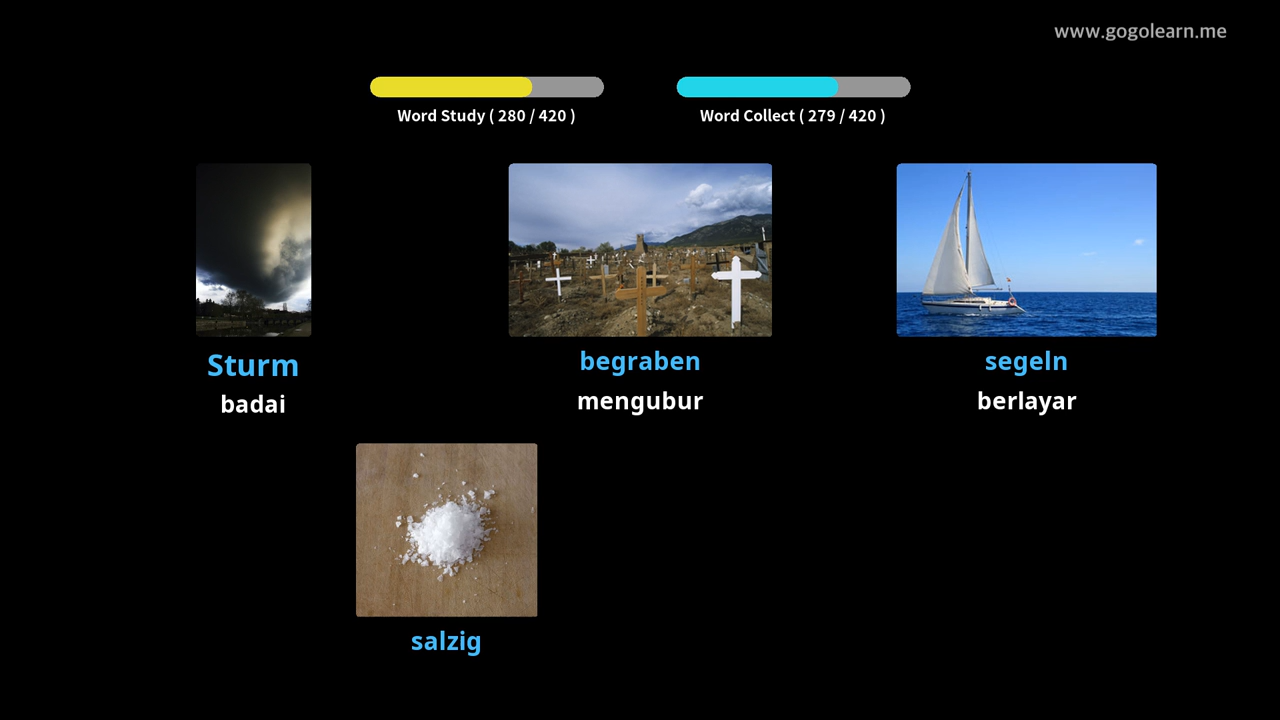 www.gogolearn.me
Word Study ( 280 / 420 )
Word Collect ( 279 / 420 )
Sturm
badai
begraben
mengubur
segeln
berlayar
salzig